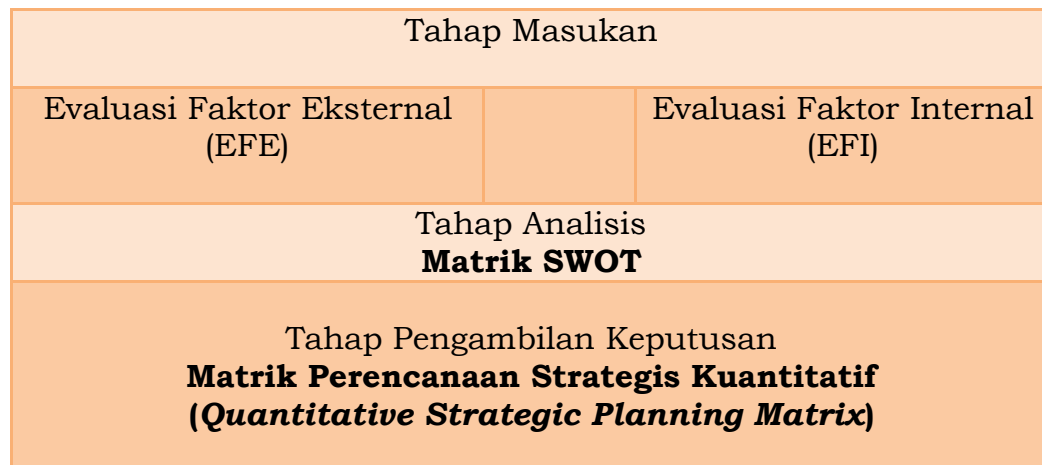 Tahap Masukan
Evaluasi Faktor Eksternal
(EFE)
Evaluasi Faktor Internal
(EFI)
Tahap Analisis
Matrik SWOT
Tahap Pengambilan Keputusan
Matrik Perencanaan Strategis Kuantitatif
(Quantitative Strategic Planning Matrix)